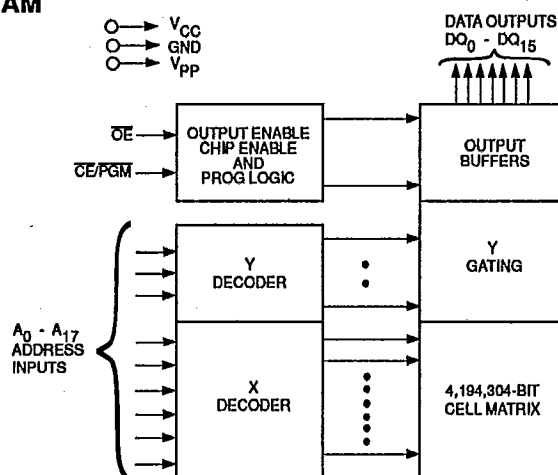 AM
VCC
GND
VPP
DATA OUTPUTS
DQ0 - DQ15
OE
CE/PGM
OUTPUT ENABLE
CHIP ENABLE
AND
PROG LOGIC
OUTPUT
BUFFERS
Y
DECODER
Y
GATING
A0 - A17
ADDRESS
INPUTS
X
DECODER
4,194,304-BIT
CELL MATRIX